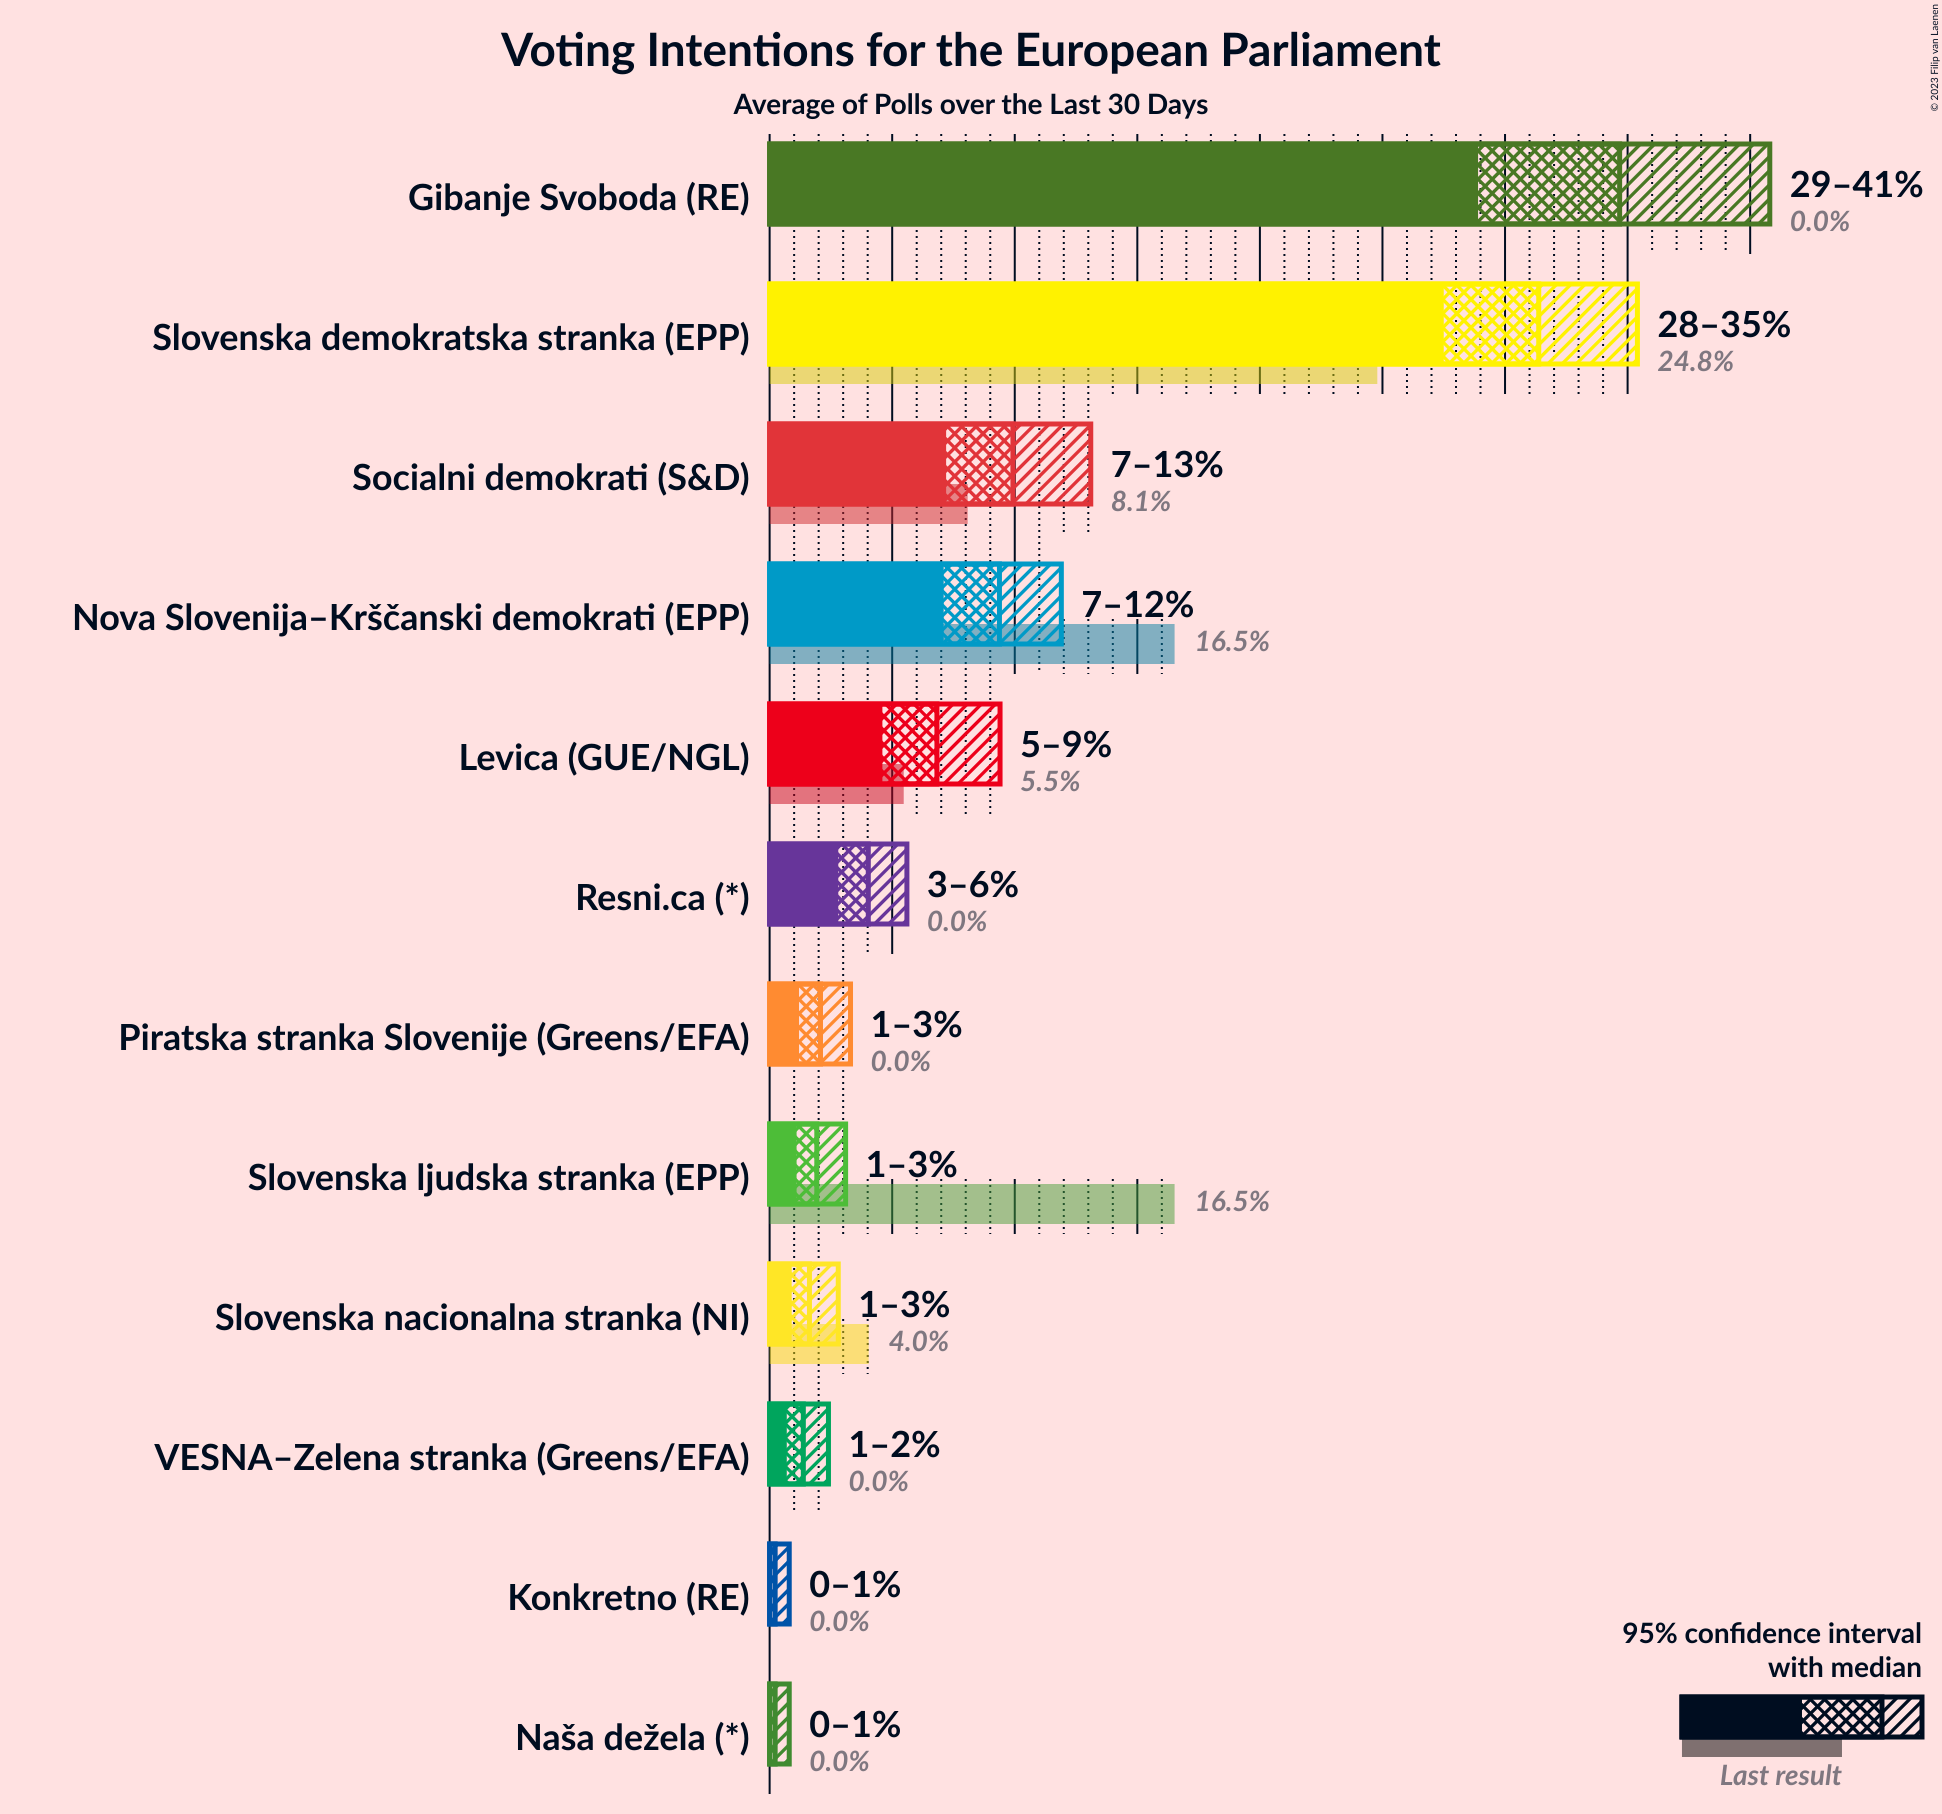 Voting Intentions for the European Parliament
Average of Polls over the Last 30 Days
© 2023 Filip van Laenen
Gibanje Svoboda (RE)
29–41%
0.0%
Slovenska demokratska stranka (EPP)
28–35%
24.8%
Socialni demokrati (S&D)
7–13%
8.1%
Nova Slovenija–Krščanski demokrati (EPP)
7–12%
16.5%
Levica (GUE/NGL)
5–9%
5.5%
Resni.ca (*)
3–6%
0.0%
Piratska stranka Slovenije (Greens/EFA)
1–3%
0.0%
Slovenska ljudska stranka (EPP)
1–3%
16.5%
Slovenska nacionalna stranka (NI)
1–3%
4.0%
VESNA–Zelena stranka (Greens/EFA)
1–2%
0.0%
Konkretno (RE)
0–1%
0.0%
Naša dežela (*)
0–1%
0.0%
95% confidence interval
with median
Last result